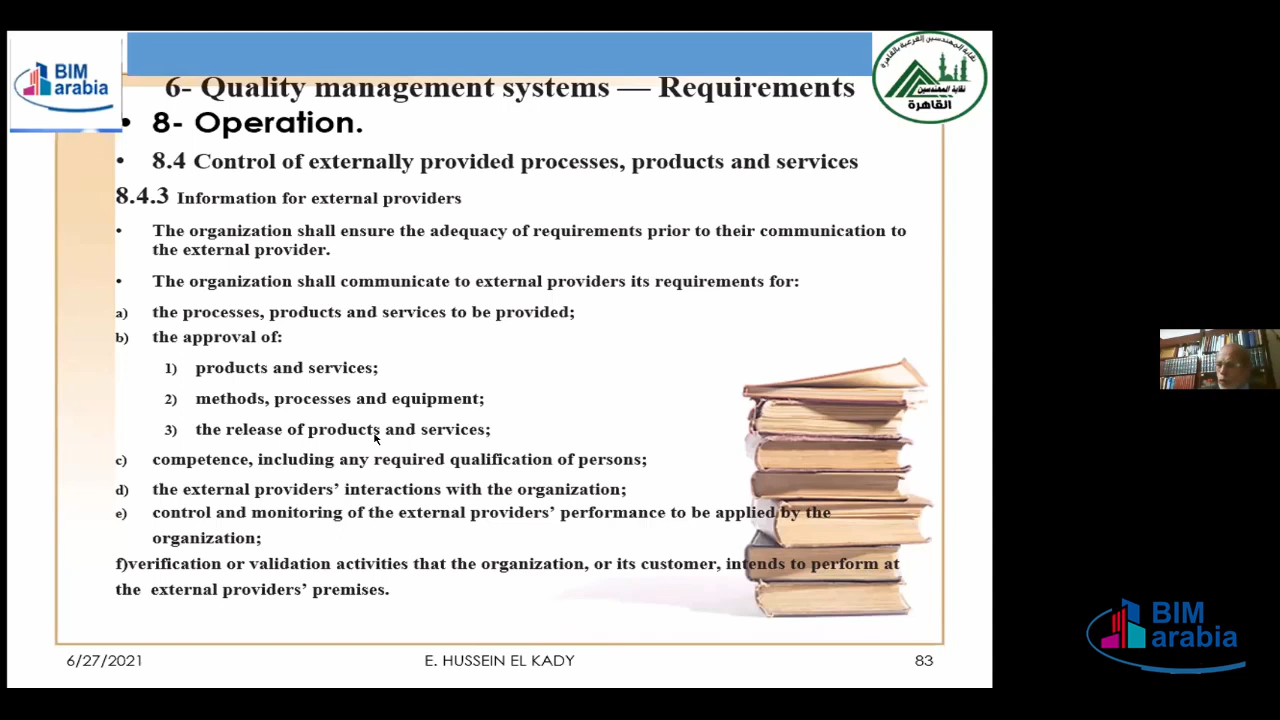 BIM
arabia
نقابة المهندسين الفرعية بالقاهرة
نقابة المهندسين
القاهرة
6- Quality management systems — Requirements
• 8- Operation.
• 8.4 Control of externally provided processes, products and services
8.4.3 Information for external providers
• The organization shall ensure the adequacy of requirements prior to their communication to
the external provider.
• The organization shall communicate to external providers its requirements for:
a) the processes, products and services to be provided;
b) the approval of:
1) products and services;
2) methods, processes and equipment;
3) the release of products and services;
c) competence, including any required qualification of persons;
d) the external providers’ interactions with the organization;
e) control and monitoring of the external providers’ performance to be applied by the
organization;
f)verification or validation activities that the organization, or its customer, intends to perform at
the external providers’ premises.
6/27/2021
E. HUSSEIN EL KADY
83
BIM
arabia